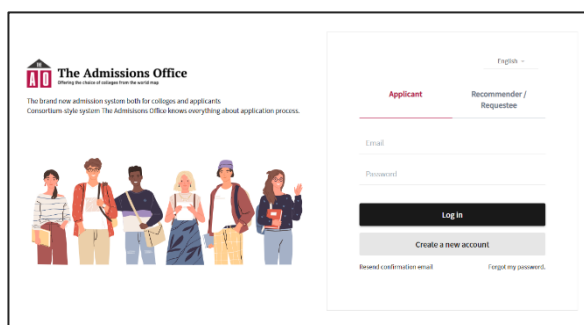 AO
The Admissions Office
Offering the choice of colleges from the world map
The brand new admission system both for colleges and applicants
Consortium-style system The Admisisons Office knows everything about application process.
English
Applicant
Recommender /
Requestee
Email
Password
Log in
Create a new account
Resend confirmation email
Forgot my password.